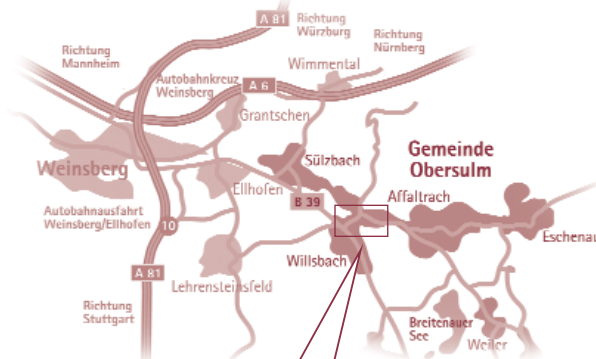 A 81
Richtung
Würzburg
Richtung
Nürnberg
Richtung
Mannheim
Wimmental
Autobahnkreuz
Weinsberg
A 6
Grantschen
Gemeinde
Obersulm
Sülzbach
Weinsberg
Ellhofen
Affaltrach
B 39
Autobahnausfahrt
Weinsberg/Ellhofen
10
Eschenau
Willsbach
A 81
Lehrensteinsfeld
Richtung
Stuttgart
Breitenauer
See
Weiler